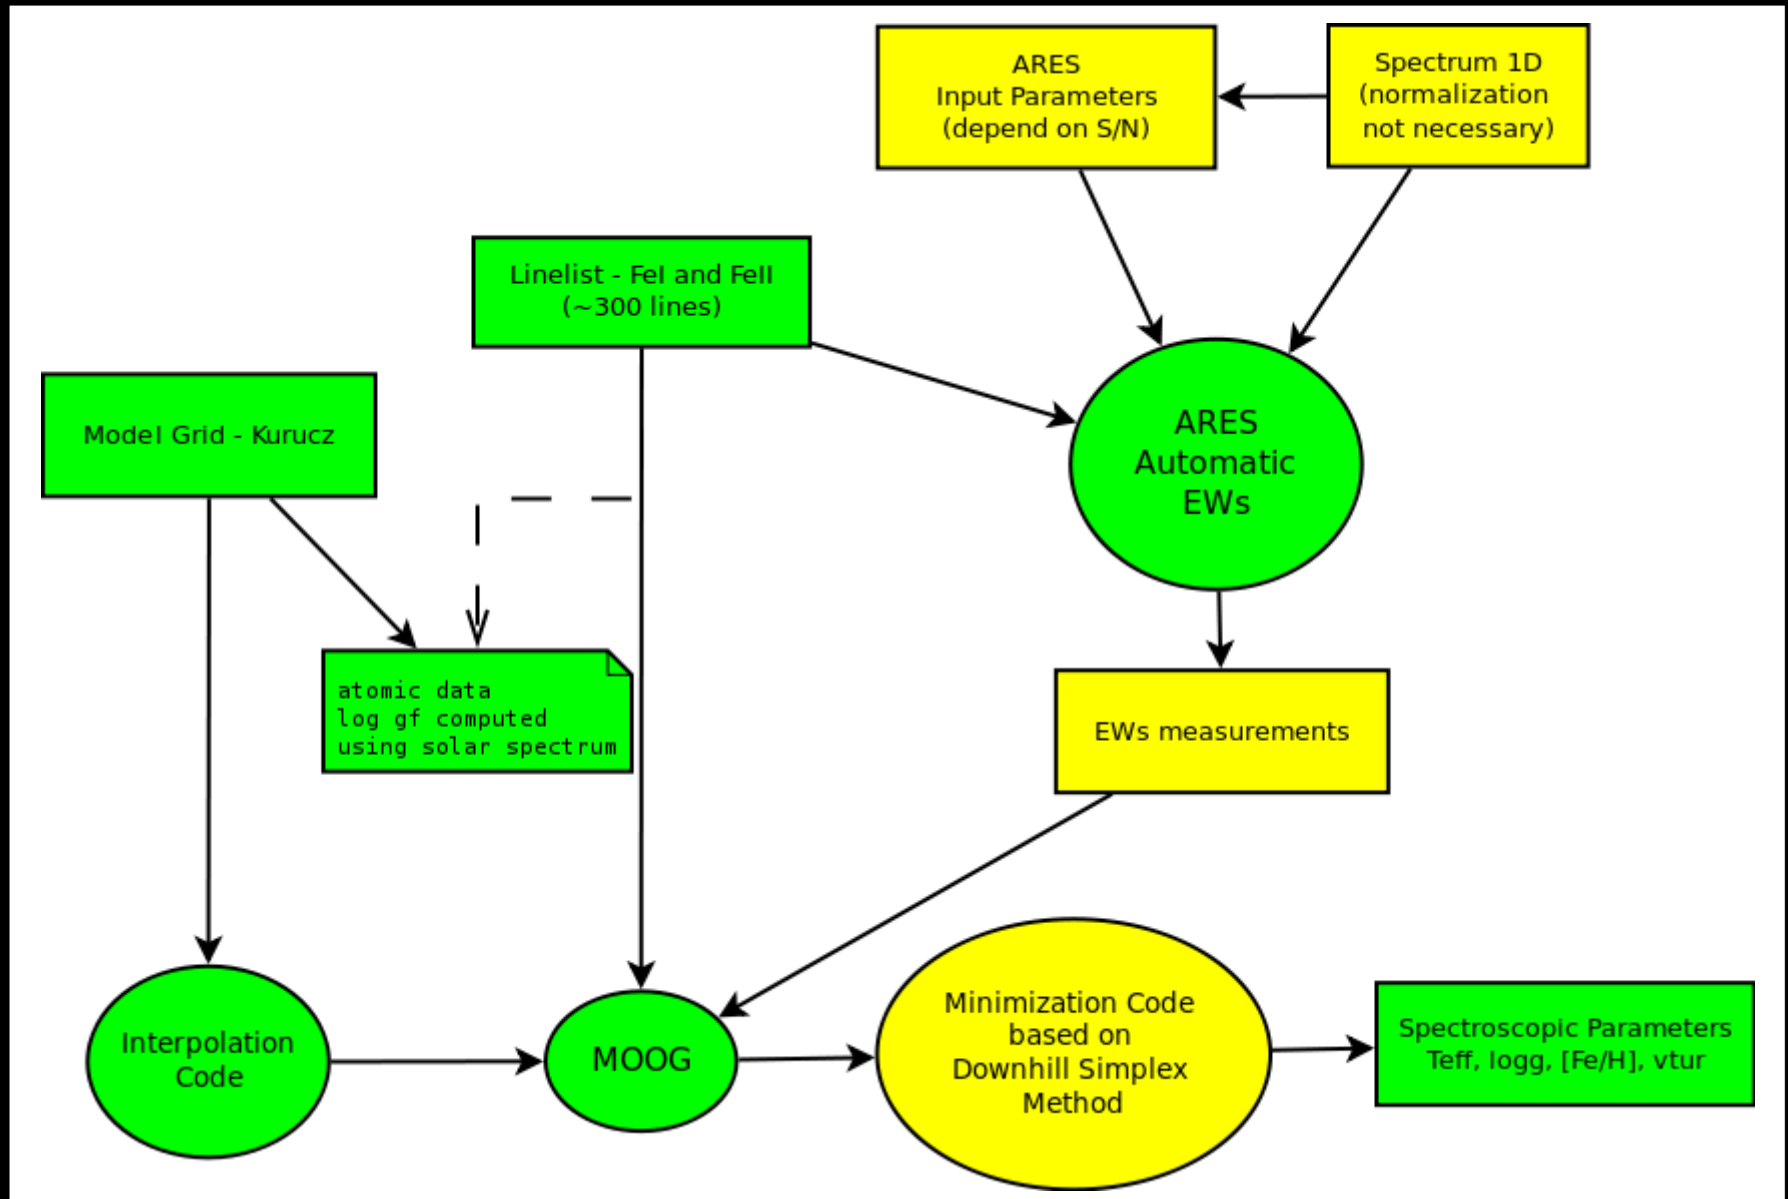 ARES
Input Parameters
(depend on S/N)
Spectrum 1D
(normalization
not necessary)
Linelist - FeI and FeII
(~300 lines)
Model Grid - Kurucz
ARES
Automatic
EWs
atomic data
log gf computed
using solar spectrum
EWs measurements
Interpolation
Code
MOOG
Minimization Code
based on
Downhill Simplex
Method
Spectroscopic Parameters
Teff, logg, [Fe/H], vtur